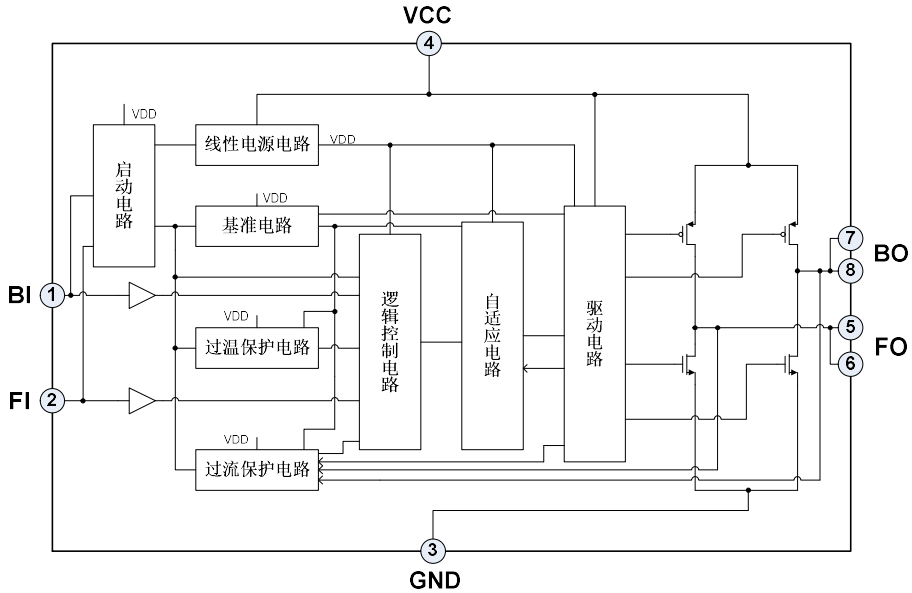 VCC
4
VDD
启动电路
线性电源电路
VDD
VDD
基准电路
BI
1
VDD
过温保护电路
FI
2
VDD
过流保护电路
逻辑控制电路
自适应电路
驱动电路
7
BO
8
5
FO
6
3
GND